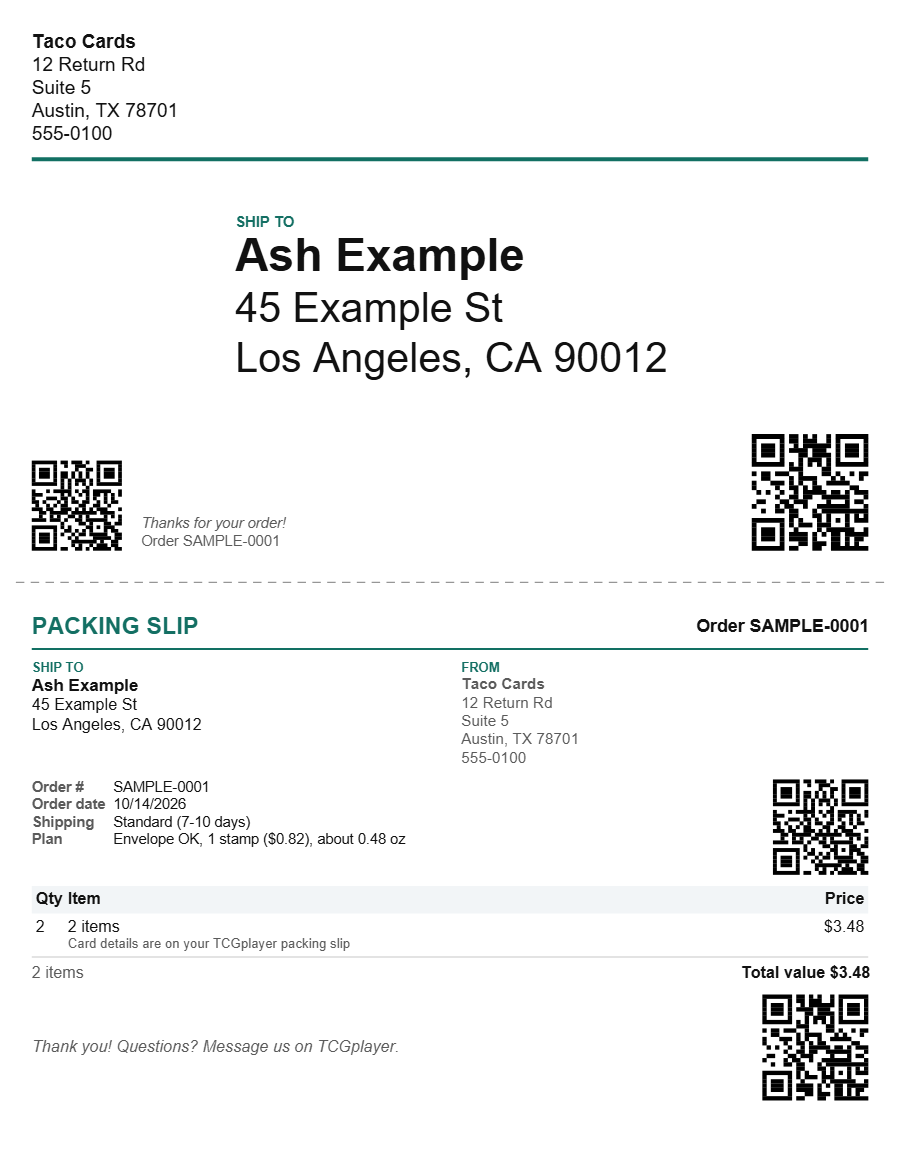 Taco Cards
12 Return Rd
Suite 5
Austin, TX 78701
555-0100
SHIP TO
Ash Example
45 Example St
Los Angeles, CA 90012
Thanks for your order!
Order SAMPLE-0001
PACKING SLIP
Order SAMPLE-0001
SHIP TO
Ash Example
45 Example St
Los Angeles, CA 90012
FROM
Taco Cards
12 Return Rd
Suite 5
Austin, TX 78701
555-0100
Order # SAMPLE-0001
Order date 10/14/2026
Shipping Standard (7-10 days)
Plan Envelope OK, 1 stamp ($0.82), about 0.48 oz
Qty Item Price
2 2 items $3.48
Card details are on your TCGplayer packing slip
2 items Total value $3.48
Thank you! Questions? Message us on TCGplayer.